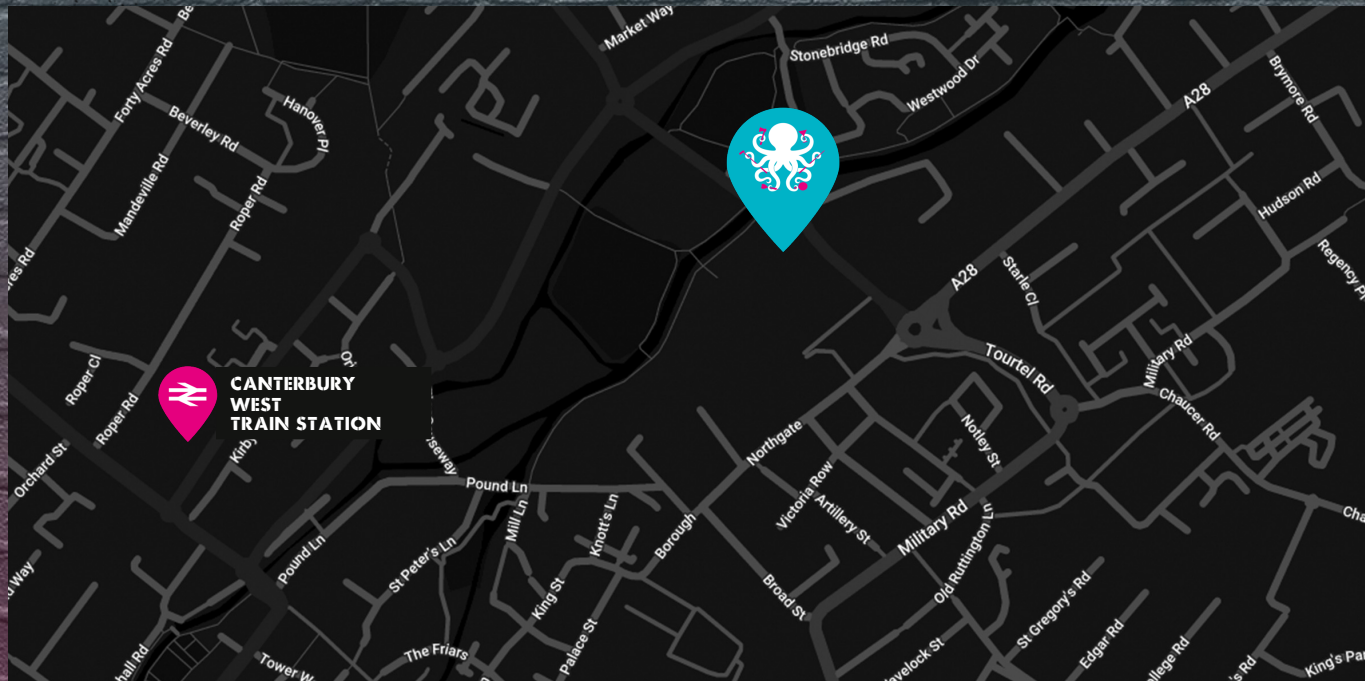 Market Way
Stonebridge Rd
Westwood Dr
Forty Acres Rd
Beverley Rd
Hanover Pl
Mandeville Rd
Roper Rd
A28
Brymore Rd
Hudson Rd
A28
Starle Cl
Tourtel Rd
Military Rd
Chaucer Rd
Roper Cl
Roper Rd
CANTERBURY
WEST
TRAIN STATION
Orchard St
Pound Ln
Northgate
Notley St
Victoria Row
Artillery St
Military Rd
Mill Ln
Knott's Ln
Borough
Pound Ln
St Peter's Ln
King St
Palace St
Broad St
Old Ruttington Ln
St Gregory's Rd
Edgar Rd
The Friars